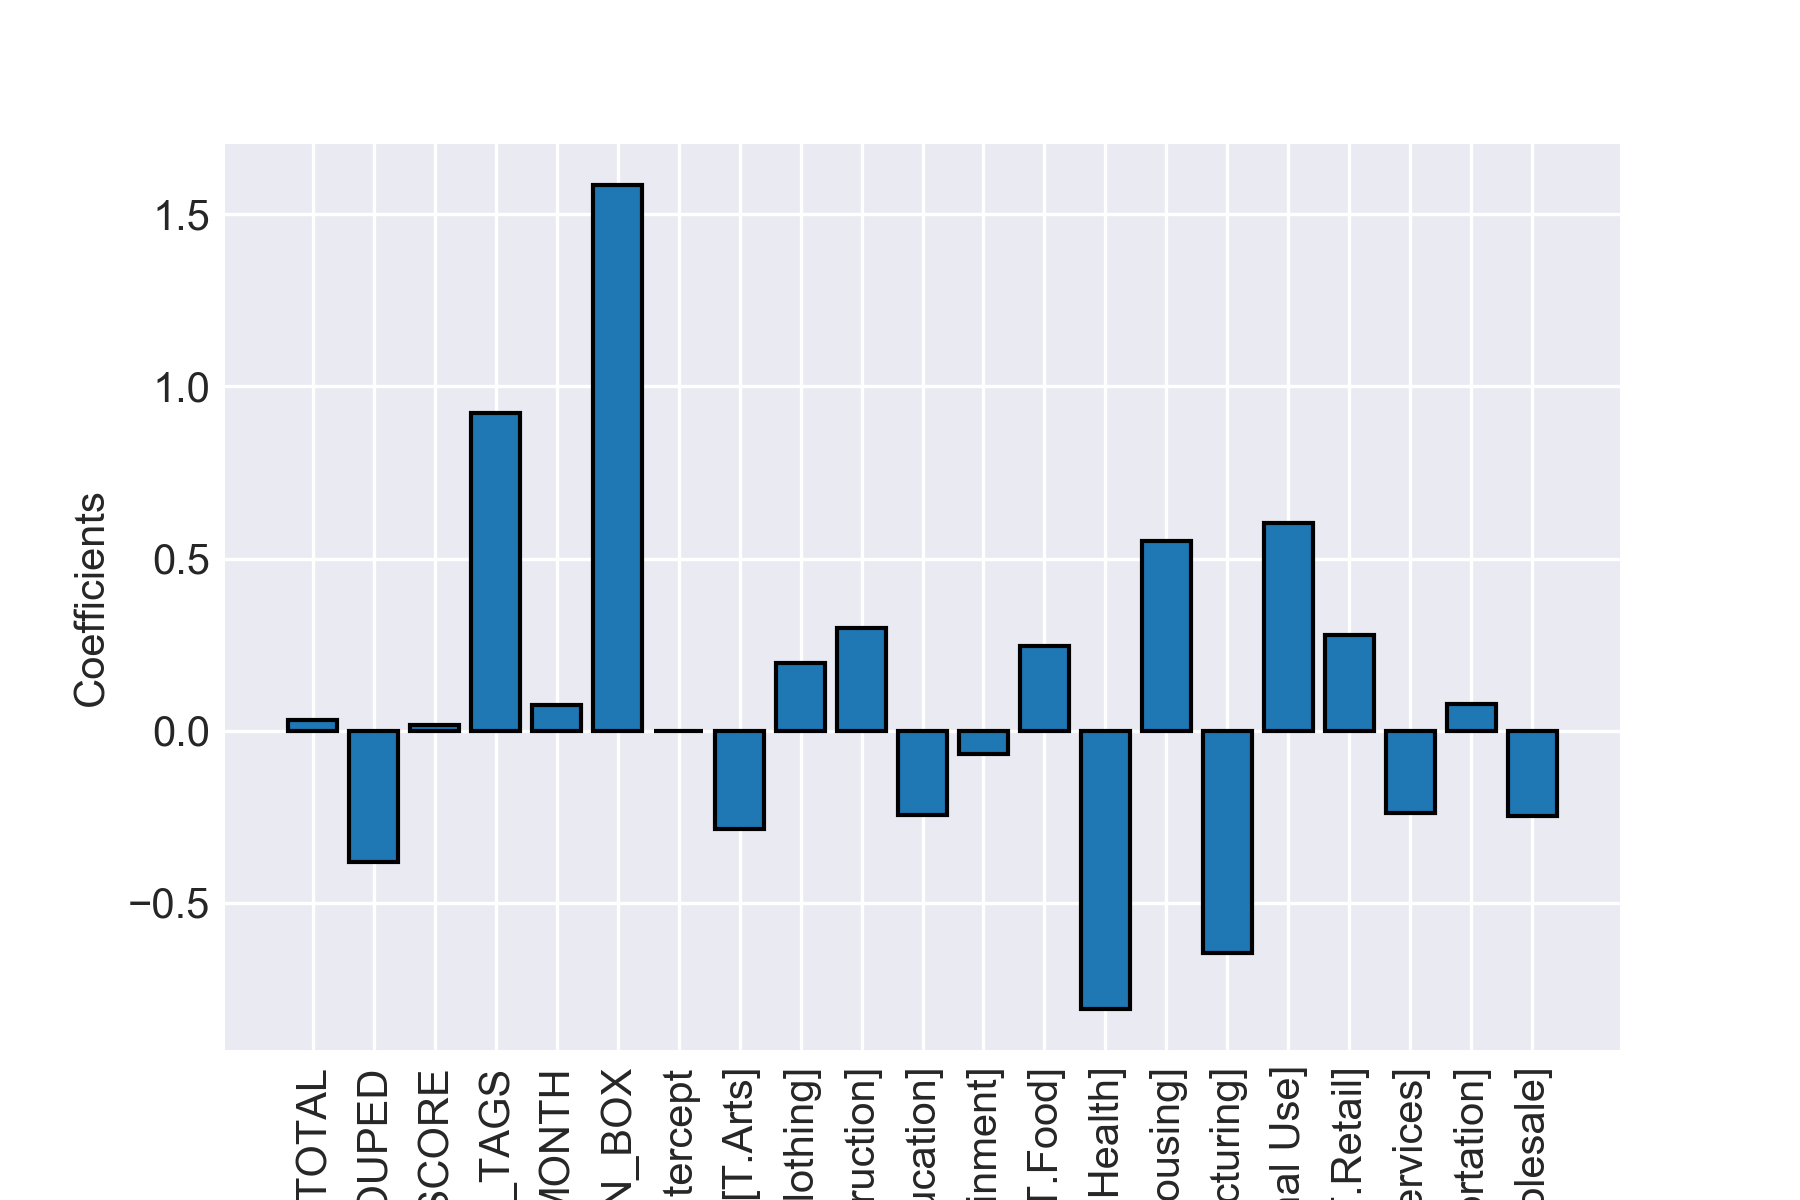 1.5
1.0
0.5
0.0
−0.5
Coefficients
TOTAL
OUPED
SCORE
_TAGS
MONTH
N_BOX
tercept
[T.Arts]
lothing]
ruction]
ucation]
inment]
T.Food]
Health]
ousing]
cturing]
nal Use]
.Retail]
ervices]
ortation]
olesale]